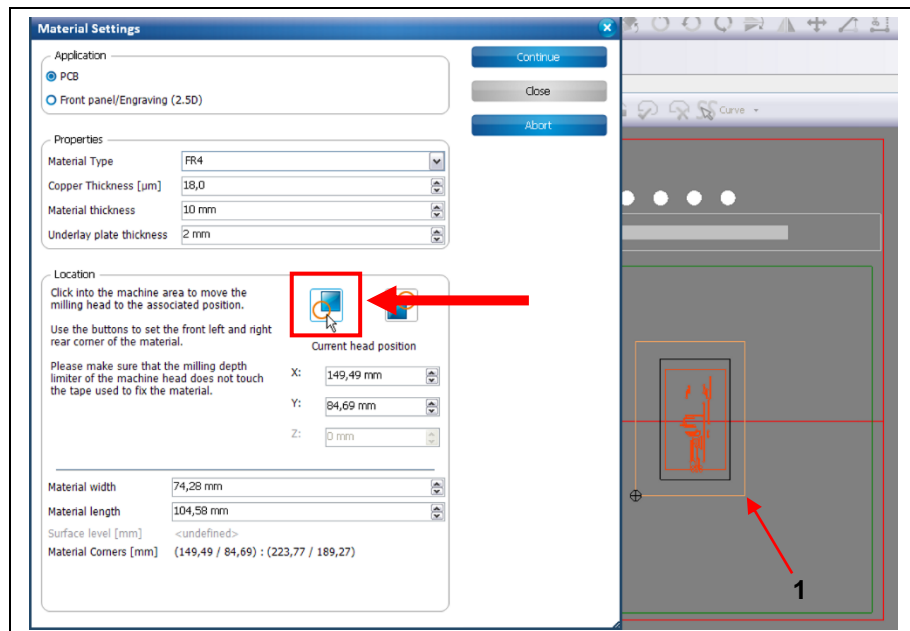 Material Settings
Application
PCB
Front panel/Engraving (2.5D)
Continue
Close
Abort
Properties
Material Type FR4
Copper Thickness [µm] 18,0
Material thickness 10 mm
Underlay plate thickness 2 mm
Location
Click into the machine area to move the
milling head to the associated position.
Use the buttons to set the front left and right
rear corner of the material.
Please make sure that the milling depth
limiter of the machine head does not touch
the tape used to fix the material.
Current head position
X: 149,49 mm
Y: 84,69 mm
Z: 0 mm
Material width 74,28 mm
Material length 104,58 mm
Surface level [mm] <undefined>
Material Corners [mm] (149,49 / 84,69) : (223,77 / 189,27)
Curve
1